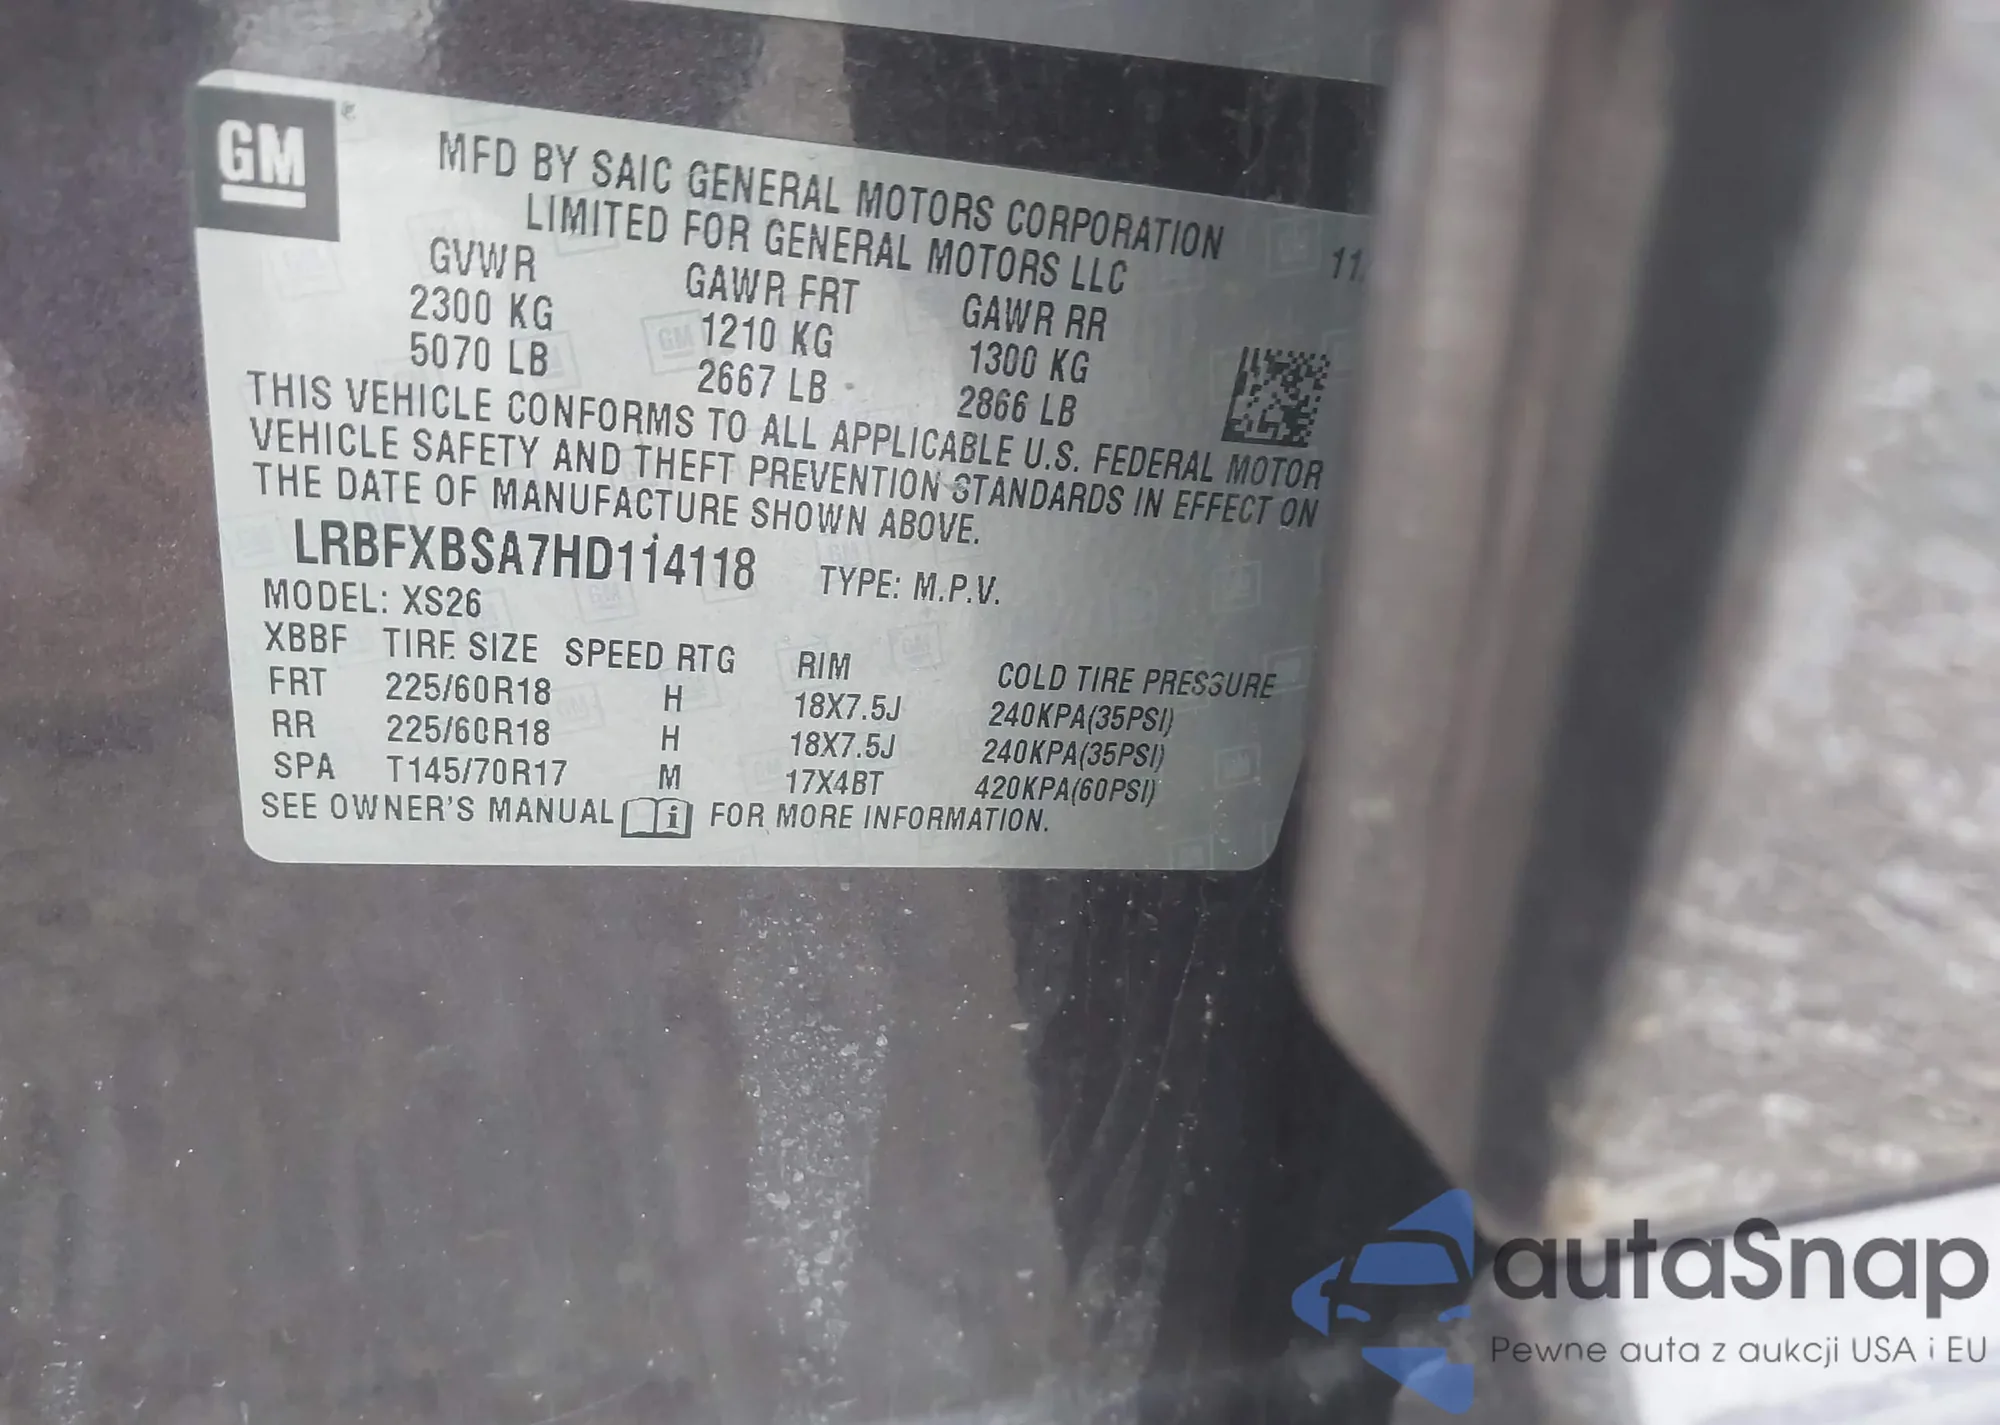 GM
®
MFD BY SAIC GENERAL MOTORS CORPORATION
LIMITED FOR GENERAL MOTORS LLC
11
GVWR GAWR FRT GAWR RR
2300 KG 1210 KG 1300 KG
5070 LB 2667 LB 2866 LB
THIS VEHICLE CONFORMS TO ALL APPLICABLE U.S. FEDERAL MOTOR
VEHICLE SAFETY AND THEFT PREVENTION STANDARDS IN EFFECT ON
THE DATE OF MANUFACTURE SHOWN ABOVE.
LRBFXBSA7HD114118 TYPE: M.P.V.
MODEL: XS26
XBBF TIRE SIZE SPEED RTG RIM COLD TIRE PRESSURE
FRT 225/60R18 H 18X7.5J 240KPA(35PSI)
RR 225/60R18 H 18X7.5J 240KPA(35PSI)
SPA T145/70R17 M 17X4BT 420KPA(60PSI)
SEE OWNER'S MANUAL i FOR MORE INFORMATION.
autaSnap
Pewne auta z aukcji USA i EU